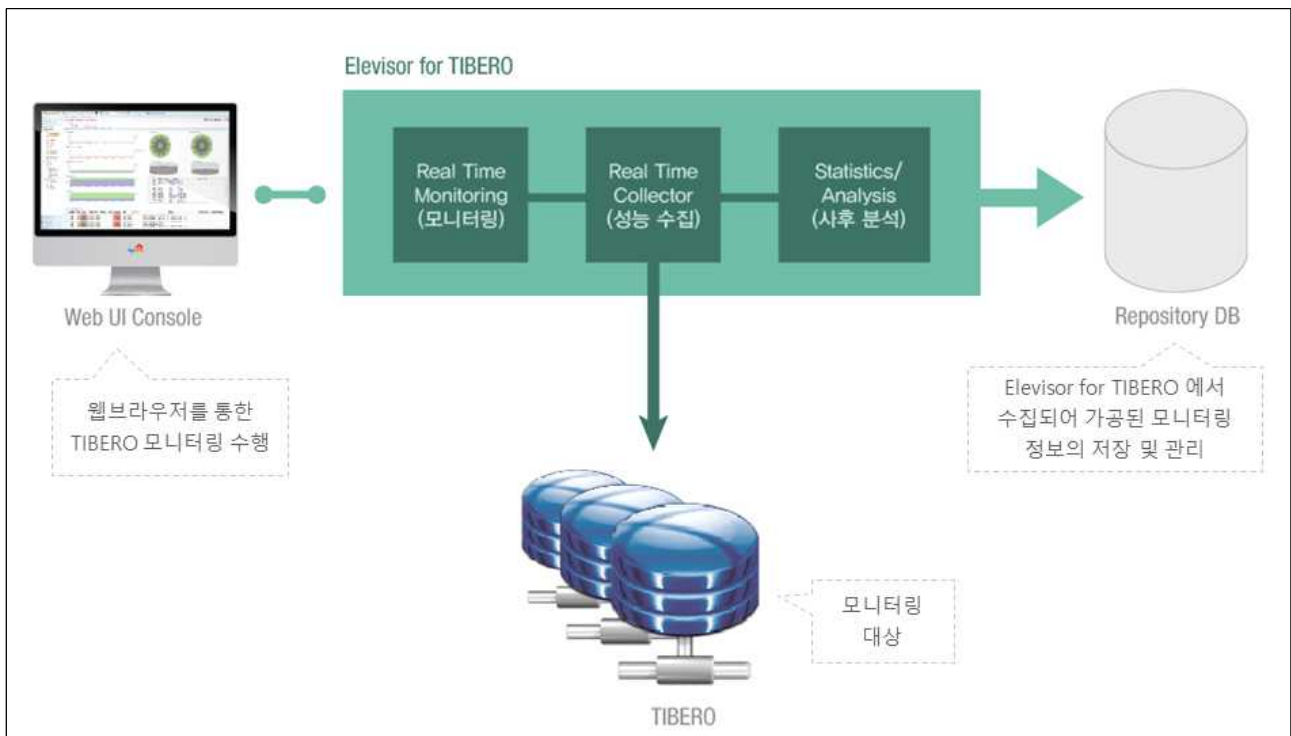 Elevisor for TIBERO
Real Time
Monitoring
(모니터링)
Real Time
Collector
(성능 수집)
Statistics/
Analysis
(사후 분석)
Web UI Console
Repository DB
웹브라우저를 통한
TIBERO 모니터링 수행
Elevisor for TIBERO 에서
수집되어 가공된 모니터링
정보의 저장 및 관리
모니터링
대상
TIBERO